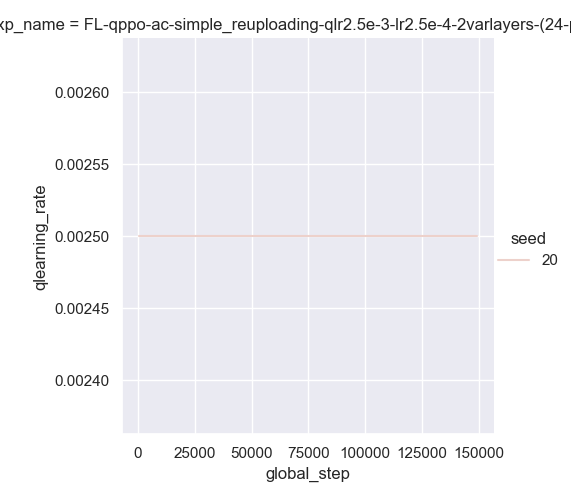 xp_name = FL-qppo-ac-simple_reuploading-qlr2.5e-3-lr2.5e-4-2varlayers-(24-p
0.00260
0.00255
0.00250
0.00245
0.00240
qlearning_rate
seed
20
0 25000 50000 75000 100000 125000 150000
global_step